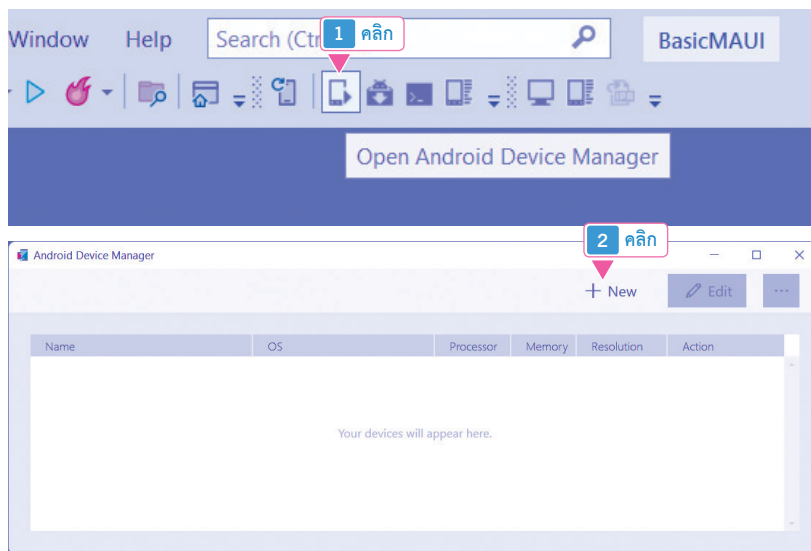 1 คลิก
Window Help Search (Ctr BasicMAUI
Open Android Device Manager
2 คลิก
Android Device Manager
+ New Edit ...
Name OS Processor Memory Resolution Action
Your devices will appear here.